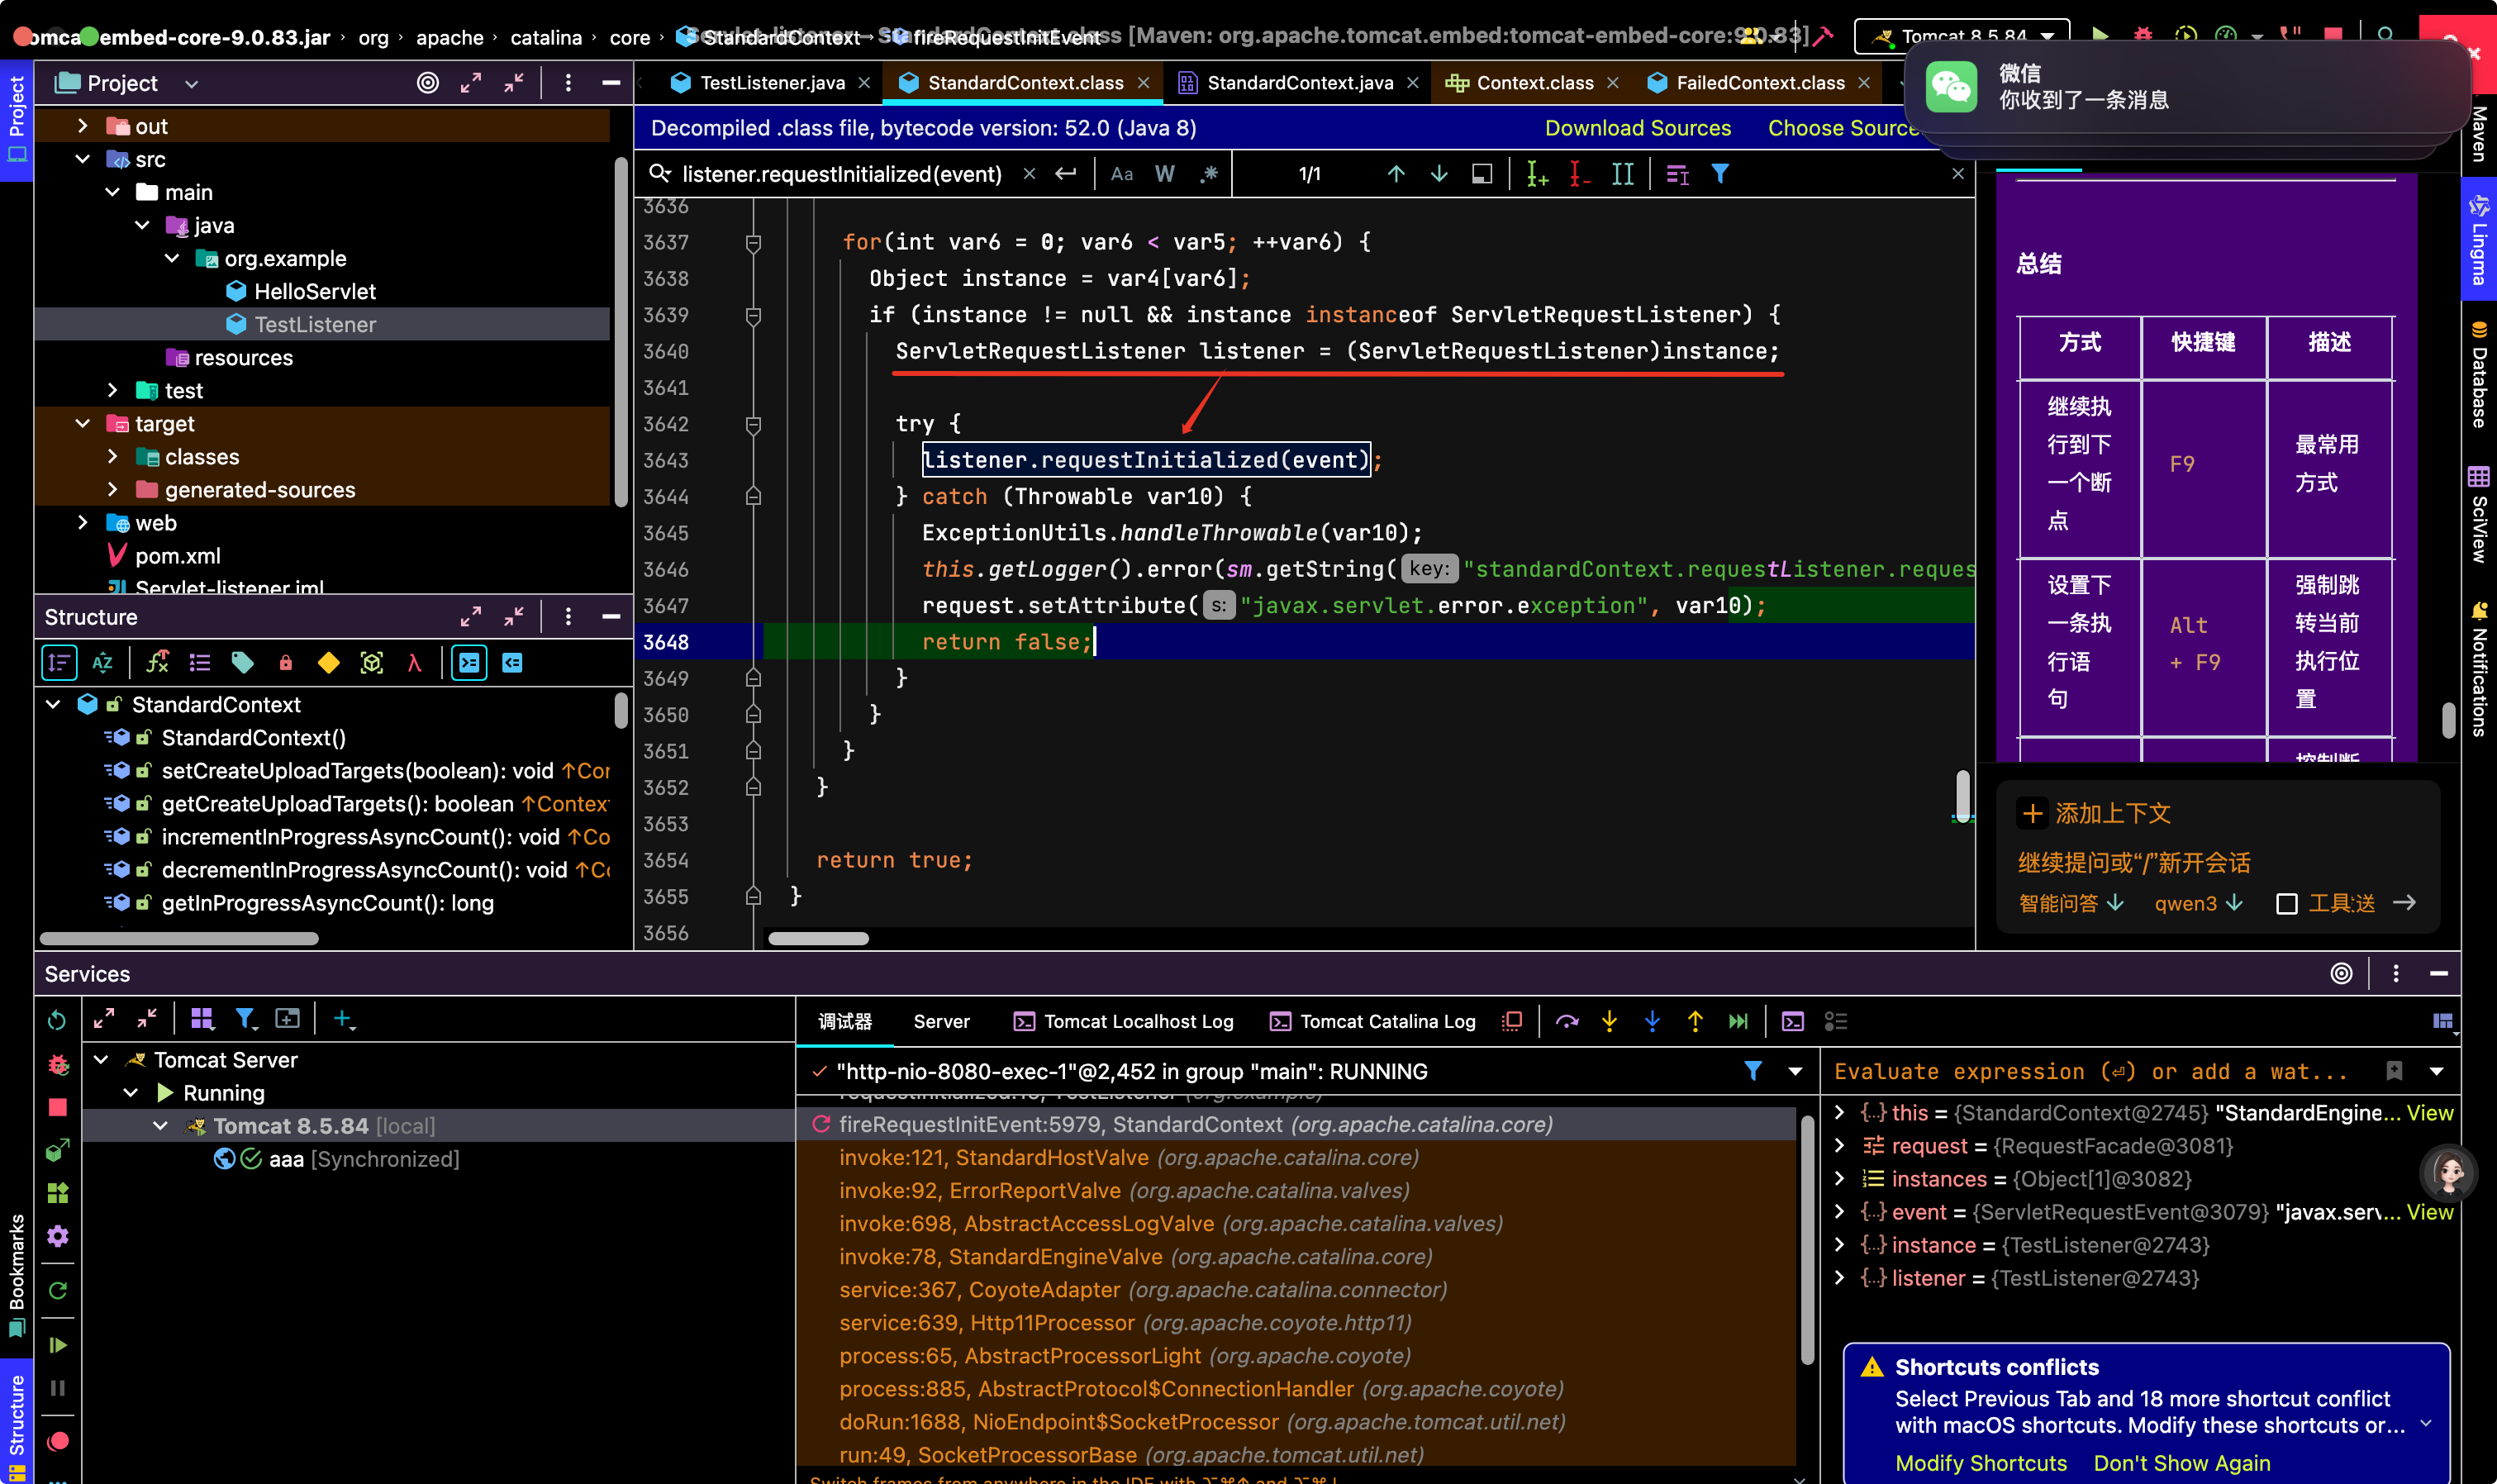 omca embed-core-9.0.83.jar › org › apache › catalina › core › StandardContext › fireRequestInitEvent
[Maven: org.apache.tomcat.embed:tomcat-embed-core:9.0.83]
Tomcat 8.5.84
微信
你收到了一条消息
Project
Project
out
src
main
java
org.example
HelloServlet
TestListener
resources
test
target
classes
generated-sources
web
pom.xml
Servlet-listener.iml
TestListener.java
StandardContext.class
StandardContext.java
Context.class
FailedContext.class
Decompiled .class file, bytecode version: 52.0 (Java 8)
Download Sources
Choose Source
listener.requestInitialized(event)
Aa
W
.*
1/1
3636
3637 for(int var6 = 0; var6 < var5; ++var6) {
3638 Object instance = var4[var6];
3639 if (instance != null && instance instanceof ServletRequestListener) {
3640 ServletRequestListener listener = (ServletRequestListener)instance;
3641
3642 try {
3643 listener.requestInitialized(event);
3644 } catch (Throwable var10) {
3645 ExceptionUtils.handleThrowable(var10);
3646 this.getLogger().error(sm.getString( key: "standardContext.requestListener.reques
3647 request.setAttribute( s: "javax.servlet.error.exception", var10);
3648 return false;
3649 }
3650 }
3651 }
3652 }
3653
3654 return true;
3655 }
3656
总结
方式 快捷键 描述
继续执行到下一个断点 F9 最常用方式
设置下一条执行语句 Alt + F9 强制跳转当前执行位置
控制断
添加上下文
继续提问或“/”新开会话
智能问答
qwen3
工具
送
Maven
Lingma
Database
SciView
Notifications
Structure
StandardContext
StandardContext()
setCreateUploadTargets(boolean): void ↑Con
getCreateUploadTargets(): boolean ↑Contex
incrementInProgressAsyncCount(): void ↑Co
decrementInProgressAsyncCount(): void ↑Co
getInProgressAsyncCount(): long
Services
Tomcat Server
Running
Tomcat 8.5.84 [local]
aaa [Synchronized]
Bookmarks
Structure
调试器
Server
Tomcat Localhost Log
Tomcat Catalina Log
"http-nio-8080-exec-1"@2,452 in group "main": RUNNING
fireRequestInitEvent:5979, StandardContext (org.apache.catalina.core)
invoke:121, StandardHostValve (org.apache.catalina.core)
invoke:92, ErrorReportValve (org.apache.catalina.valves)
invoke:698, AbstractAccessLogValve (org.apache.catalina.valves)
invoke:78, StandardEngineValve (org.apache.catalina.core)
service:367, CoyoteAdapter (org.apache.catalina.connector)
service:639, Http11Processor (org.apache.coyote.http11)
process:65, AbstractProcessorLight (org.apache.coyote)
process:885, AbstractProtocol$ConnectionHandler (org.apache.coyote)
doRun:1688, NioEndpoint$SocketProcessor (org.apache.tomcat.util.net)
run:49, SocketProcessorBase (org.apache.tomcat.util.net)
Switch frames from anywhere in the IDE with
Evaluate expression (⏎) or add a wat...
this = {StandardContext@2745} "StandardEngine... View
request = {RequestFacade@3081}
instances = {Object[1]@3082}
event = {ServletRequestEvent@3079} "javax.serv... View
instance = {TestListener@2743}
listener = {TestListener@2743}
Shortcuts conflicts
Select Previous Tab and 18 more shortcut conflict
with macOS shortcuts. Modify these shortcuts or...
Modify Shortcuts
Don't Show Again